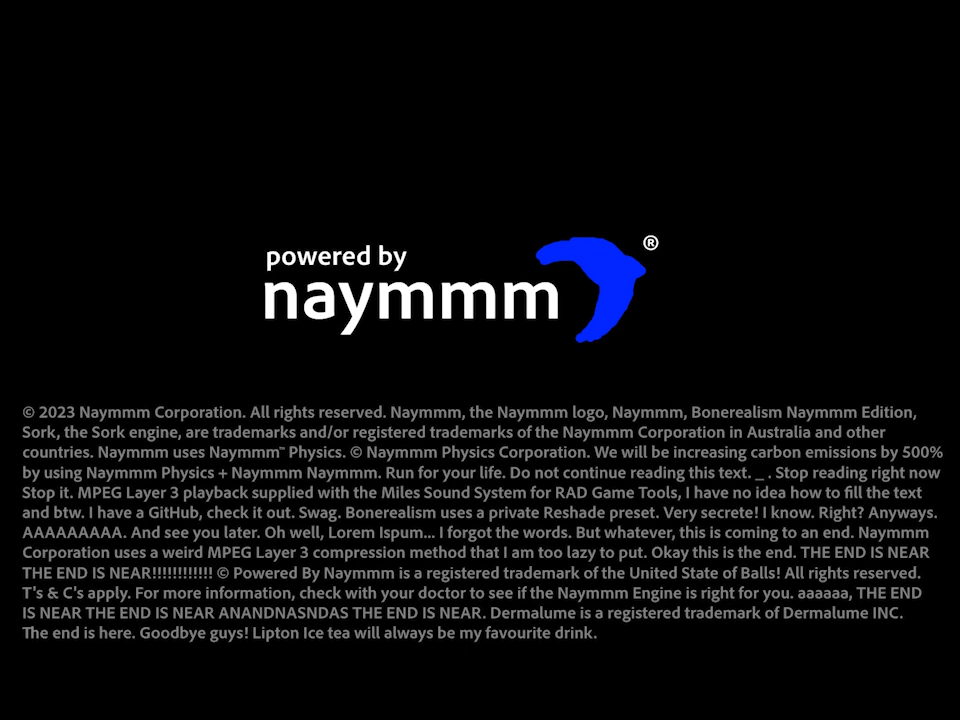 powered by
naymmm
®
© 2023 Naymmm Corporation. All rights reserved. Naymmm, the Naymmm logo, Naymmm, Bonerealism Naymmm Edition,
Sork, the Sork engine, are trademarks and/or registered trademarks of the Naymmm Corporation in Australia and other
countries. Naymmm uses Naymmm™ Physics. © Naymmm Physics Corporation. We will be increasing carbon emissions by 500%
by using Naymmm Physics + Naymmm Naymmm. Run for your life. Do not continue reading this text. _ . Stop reading right now
Stop it. MPEG Layer 3 playback supplied with the Miles Sound System for RAD Game Tools, I have no idea how to fill the text
and btw. I have a GitHub, check it out. Swag. Bonerealism uses a private Reshade preset. Very secrete! I know. Right? Anyways.
AAAAAAAAA. And see you later. Oh well, Lorem Ispum... I forgot the words. But whatever, this is coming to an end. Naymmm
Corporation uses a weird MPEG Layer 3 compression method that I am too lazy to put. Okay this is the end. THE END IS NEAR
THE END IS NEAR!!!!!!!!!!!! © Powered By Naymmm is a registered trademark of the United State of Balls! All rights reserved.
T's & C's apply. For more information, check with your doctor to see if the Naymmm Engine is right for you. aaaaaa, THE END
IS NEAR THE END IS NEAR ANANDNASNDAS THE END IS NEAR. Dermalume is a registered trademark of Dermalume INC.
The end is here. Goodbye guys! Lipton Ice tea will always be my favourite drink.